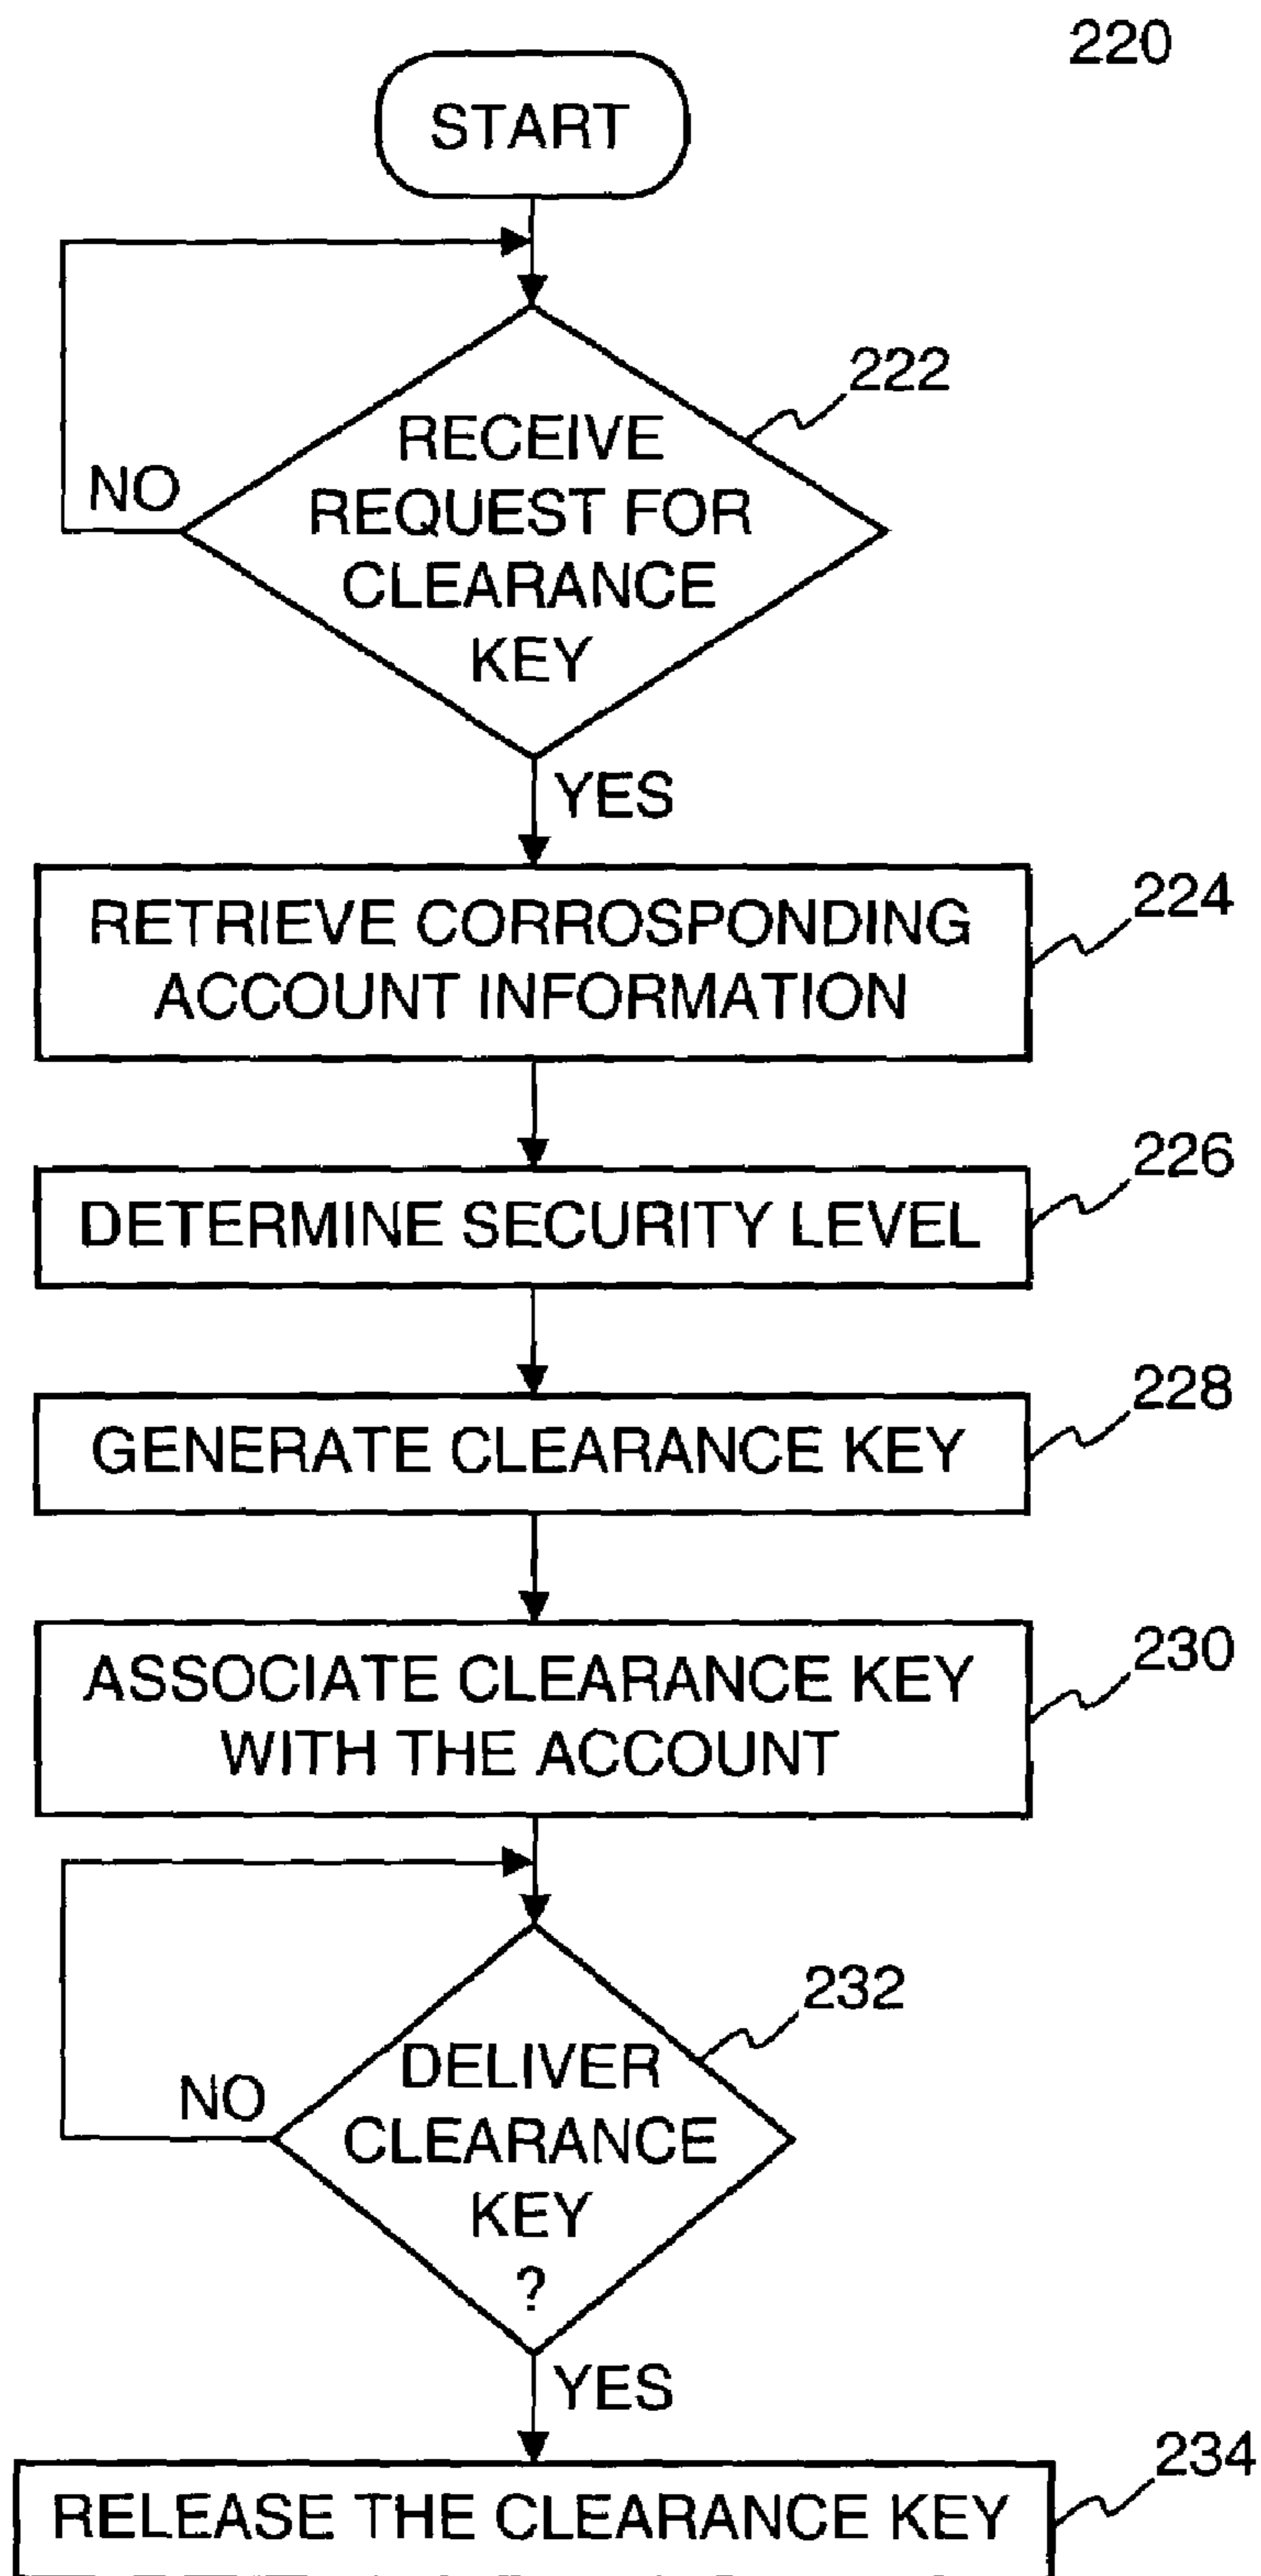 220
START
222
RECEIVE
REQUEST FOR
CLEARANCE
KEY
NO
YES
224
RETRIEVE CORROSPONDING
ACCOUNT INFORMATION
226
DETERMINE SECURITY LEVEL
228
GENERATE CLEARANCE KEY
230
ASSOCIATE CLEARANCE KEY
WITH THE ACCOUNT
232
DELIVER
CLEARANCE
KEY
?
NO
YES
234
RELEASE THE CLEARANCE KEY